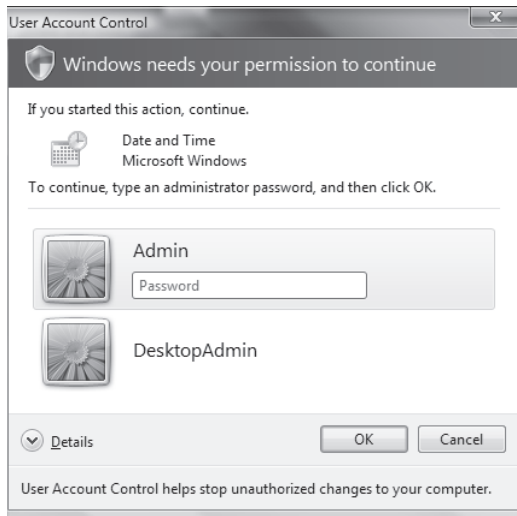 User Account Control
Windows needs your permission to continue
If you started this action, continue.
Date and Time
Microsoft Windows
To continue, type an administrator password, and then click OK.
Admin
Password
DesktopAdmin
Details
OK
Cancel
User Account Control helps stop unauthorized changes to your computer.